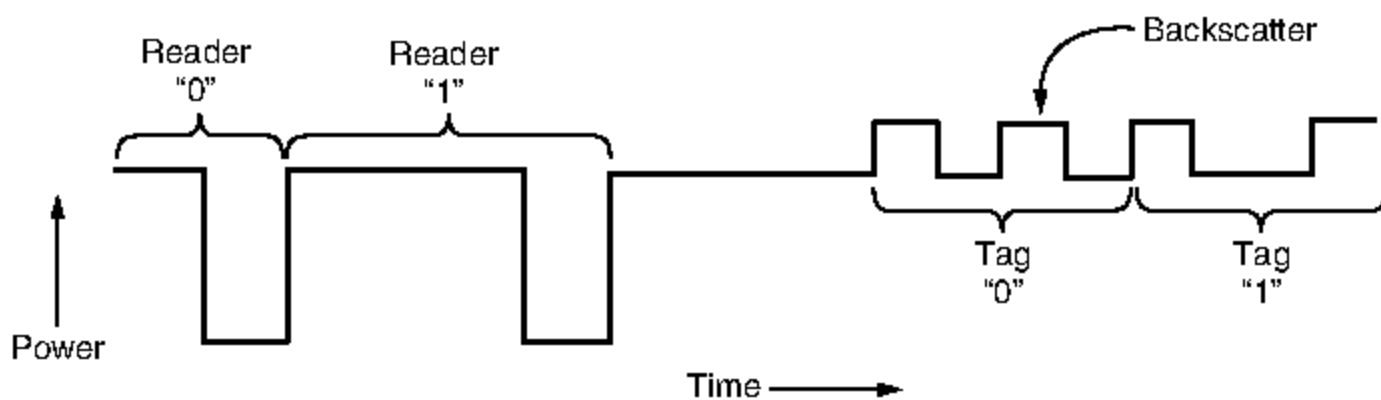 Backscatter
Reader
“0”
Reader
“1”
Tag
“0”
Tag
“1”
Power
Time